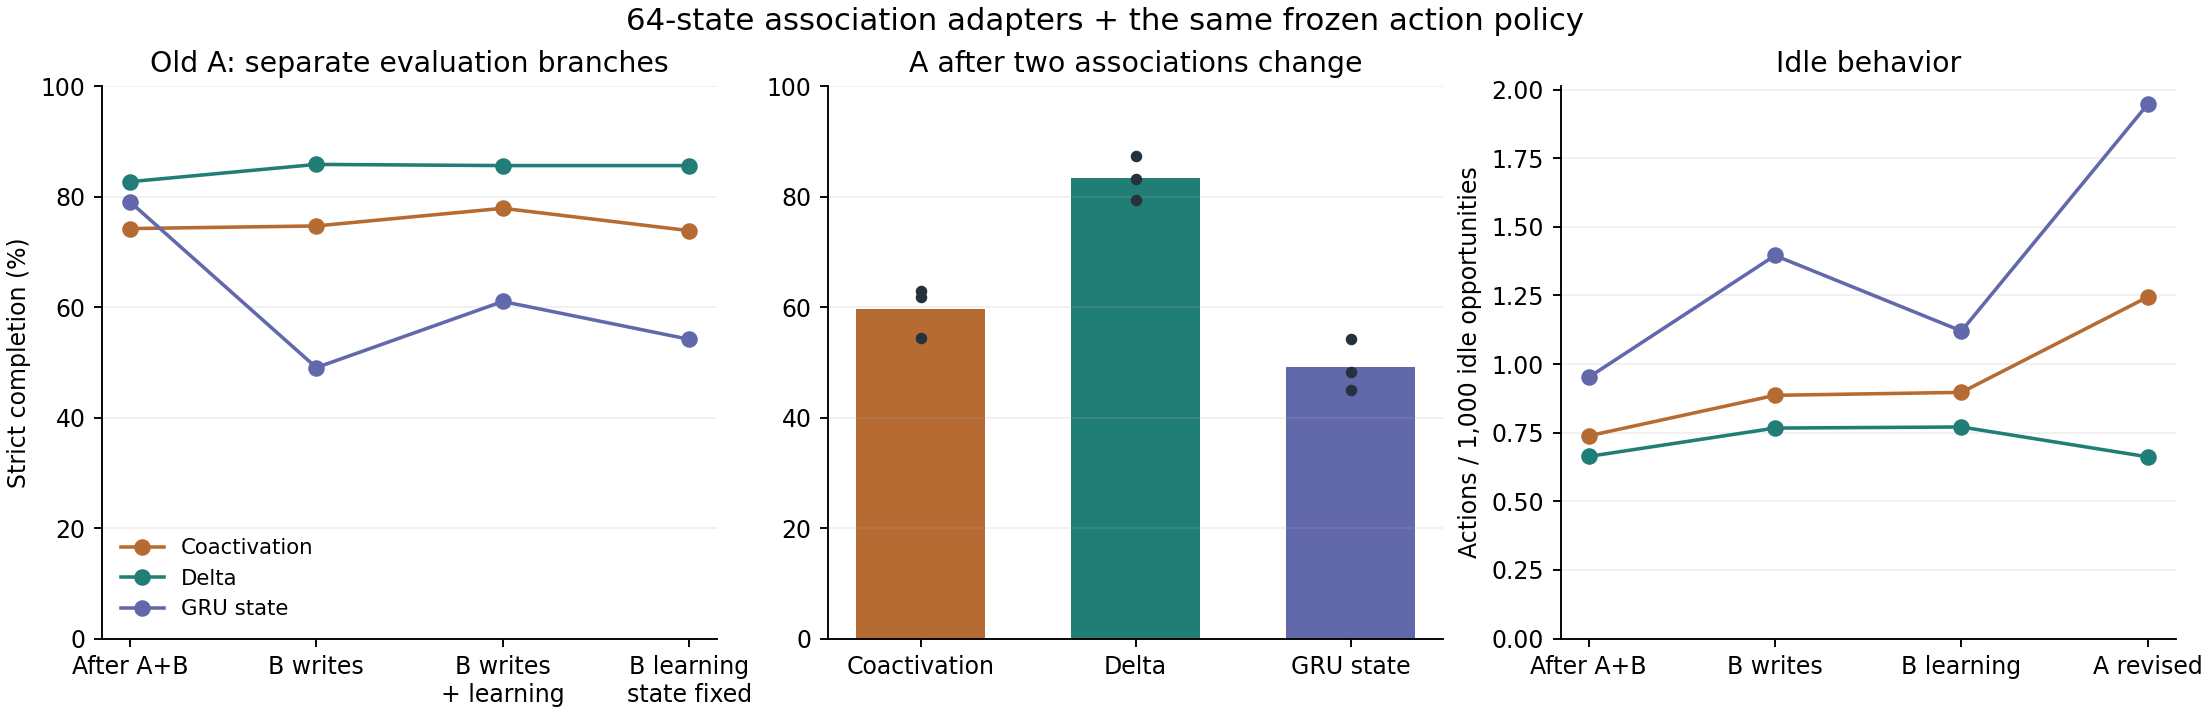 64-state association adapters + the same frozen action policy
Old A: separate evaluation branches
Strict completion (%)
100
80
60
40
20
0
Coactivation
Delta
GRU state
After A+B
B writes
B writes
+ learning
B learning
state fixed
A after two associations change
100
80
60
40
20
0
Coactivation
Delta
GRU state
Idle behavior
Actions / 1,000 idle opportunities
2.00
1.75
1.50
1.25
1.00
0.75
0.50
0.25
0.00
After A+B
B writes
B learning
A revised